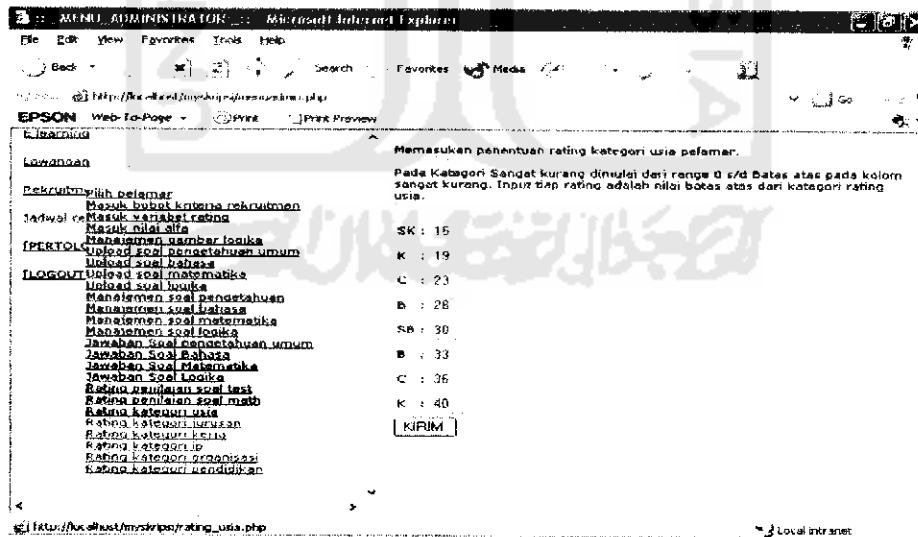 :: MENU ADMINISTRATOR :: Microsoft Internet Explorer
File Edit View Favorites Tools Help
Back Search Favorites Media
http://localhost/myskripsi/menuadmin.php Go
EPSON Web-To-Page Print Print Preview
E learning
Lowongan
Rekruitm
Jadwal re
[PERTOLO
[LOGOUT
Pilih pelamar
Masuk bobot kriteria rekruitmen
Masuk variabel rating
Masuk nilai alfa
Manajemen gambar logika
Upload soal pengetahuan umum
Upload soal bahasa
Upload soal matematika
Upload soal logika
Manajemen soal pengetahuan
Manajemen soal bahasa
Manajemen soal matematika
Manajemen soal logika
Jawaban Soal pengetahuan umum
Jawaban Soal Bahasa
Jawaban Soal Matematika
Jawaban Soal Logika
Rating penilaian soal test
Rating penilaian soal math
Rating kategori usia
Rating kategori jurusan
Rating kategori kerja
Rating kategori ip
Rating kategori organisasi
Rating kategori pendidikan
Memasukan penentuan rating kategori usia pelamar.
Pada Kategori Sangat kurang dimulai dari range 0 s/d Batas atas pada kolom
sangat kurang. Input tiap rating adalah nilai batas atas dari katagori rating
usia.
SK : 15
K : 19
C : 23
B : 28
SB : 30
B : 33
C : 36
K : 40
KIRIM
http://localhost/myskripsi/rating_usia.php
Local intranet